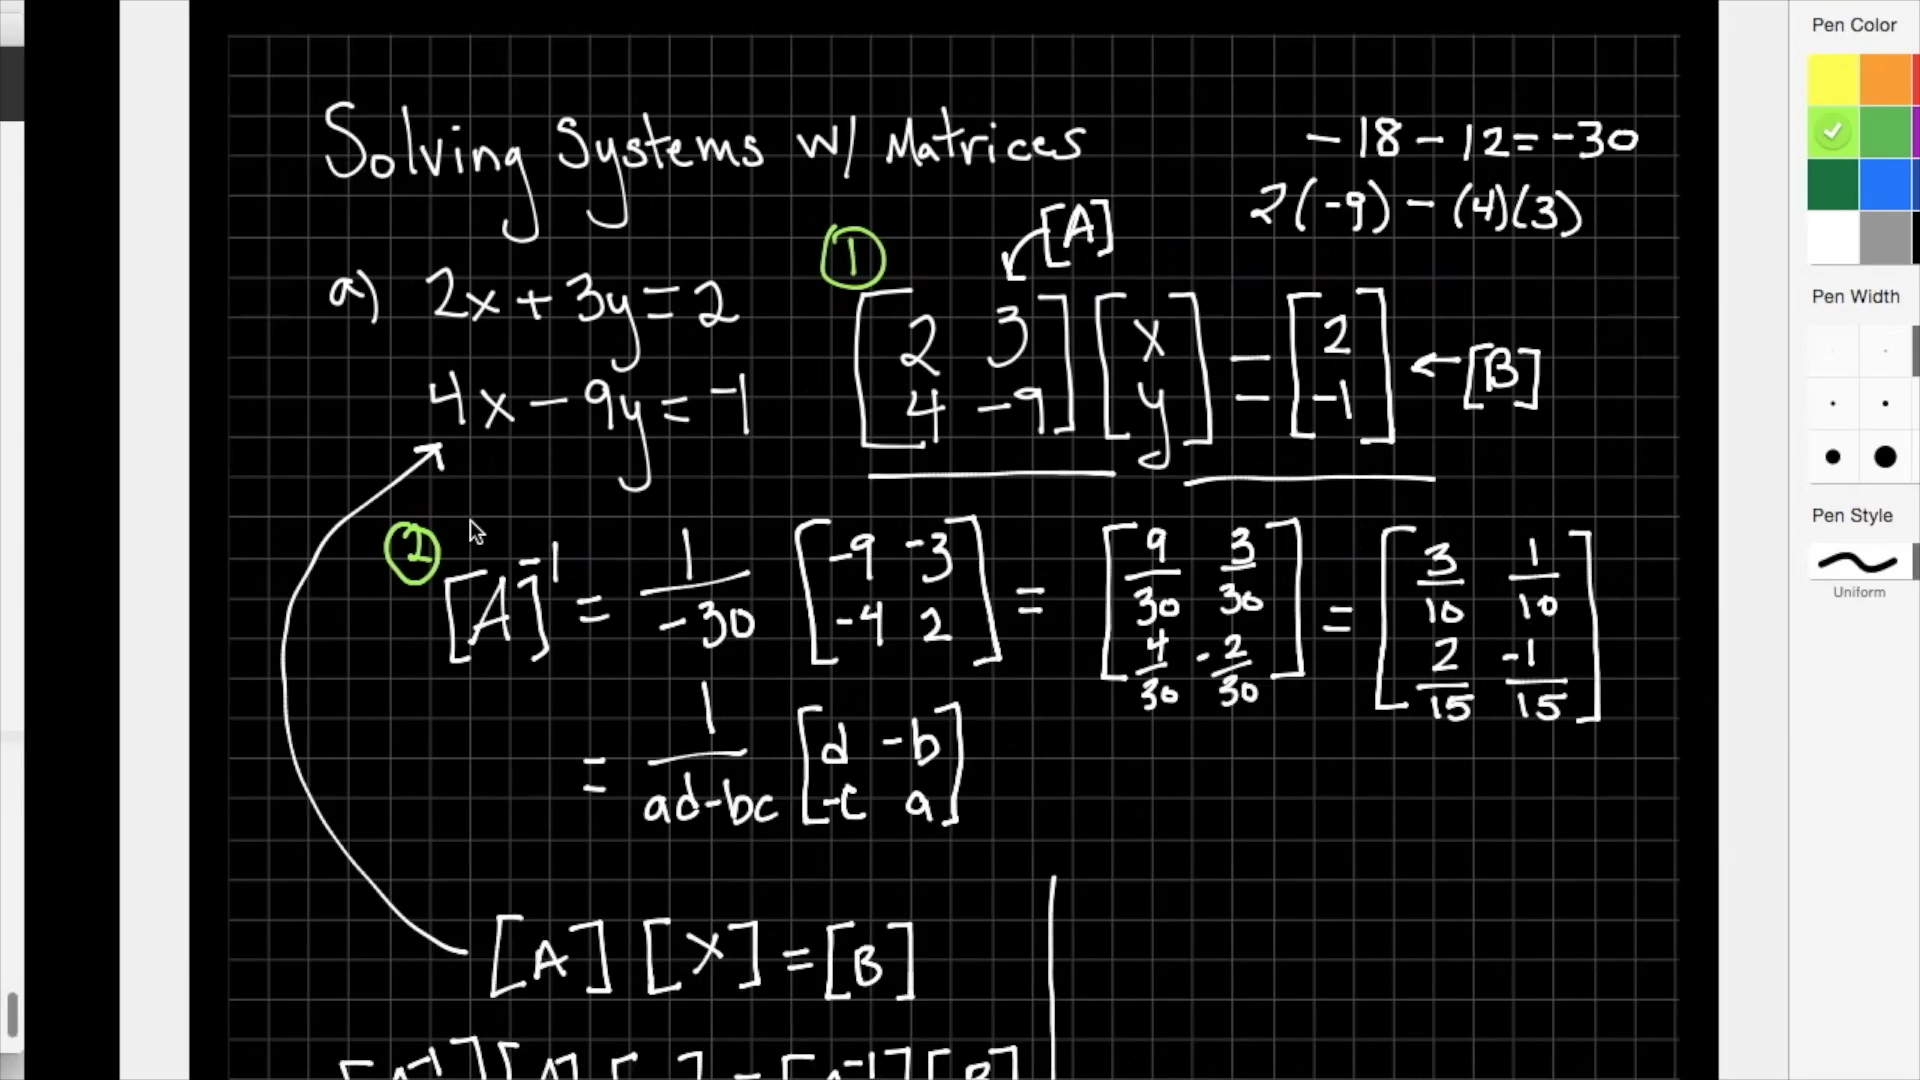 Solving Systems w/ Matrices
-18-12=-30
2(-9)-(4)(3)
[A]
a) 2x+3y=2
4x-9y=-1
①
[2 3
4 -9] [x
y] = [2
-1] ← [B]
②
[A]⁻¹ = 1/-30 [-9 -3
-4 2] = [9/30 3/30
4/30 -2/30] = [3/10 1/10
2/15 -1/15]
= 1/ad-bc [d -b
-c a]
[A] [X] = [B]
Pen Color
Pen Width
Pen Style
Uniform